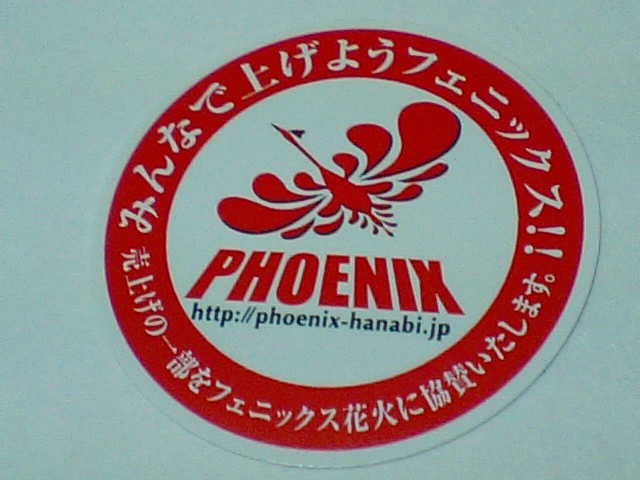 みんなで上げようフェニックス!!
PHOENIX
http://phoenix-hanabi.jp
売上げの一部をフェニックス花火に協賛いたします。